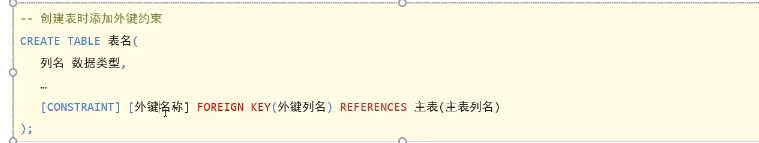 -- 创建表时添加外键约束
CREATE TABLE 表名(
列名 数据类型,
…
[CONSTRAINT] [外键名称] FOREIGN KEY(外键列名) REFERENCES 主表(主表列名)
);